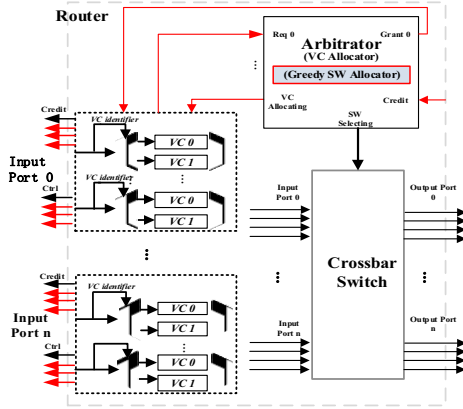 Router
Req 0
Grant 0
Arbitrator
(VC Allocator)
(Greedy SW Allocator)
...
VC
Allocating
Credit
SW
Selecting
Credit
VC identifier
VC 0
VC 1
...
Input
Port 0
VC identifier
Ctrl
VC 0
VC 1
...
Input
Port 0
Output Port
0
Crossbar
Switch
...
...
Credit
VC identifier
VC 0
VC 1
...
Input
Port n
Ctrl
VC 0
VC 1
Input
Port n
Output Port
n